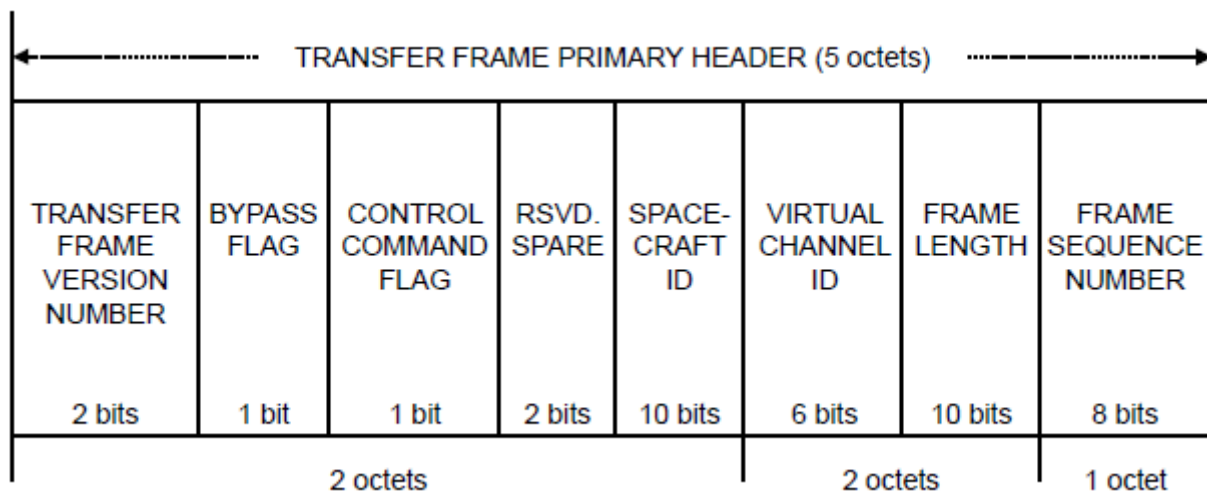 TRANSFER FRAME PRIMARY HEADER (5 octets)
TRANSFER
FRAME
VERSION
NUMBER
2 bits
BYPASS
FLAG
1 bit
CONTROL
COMMAND
FLAG
1 bit
RSVD.
SPARE
2 bits
SPACE-
CRAFT
ID
10 bits
VIRTUAL
CHANNEL
ID
6 bits
FRAME
LENGTH
10 bits
FRAME
SEQUENCE
NUMBER
8 bits
2 octets
2 octets
1 octet